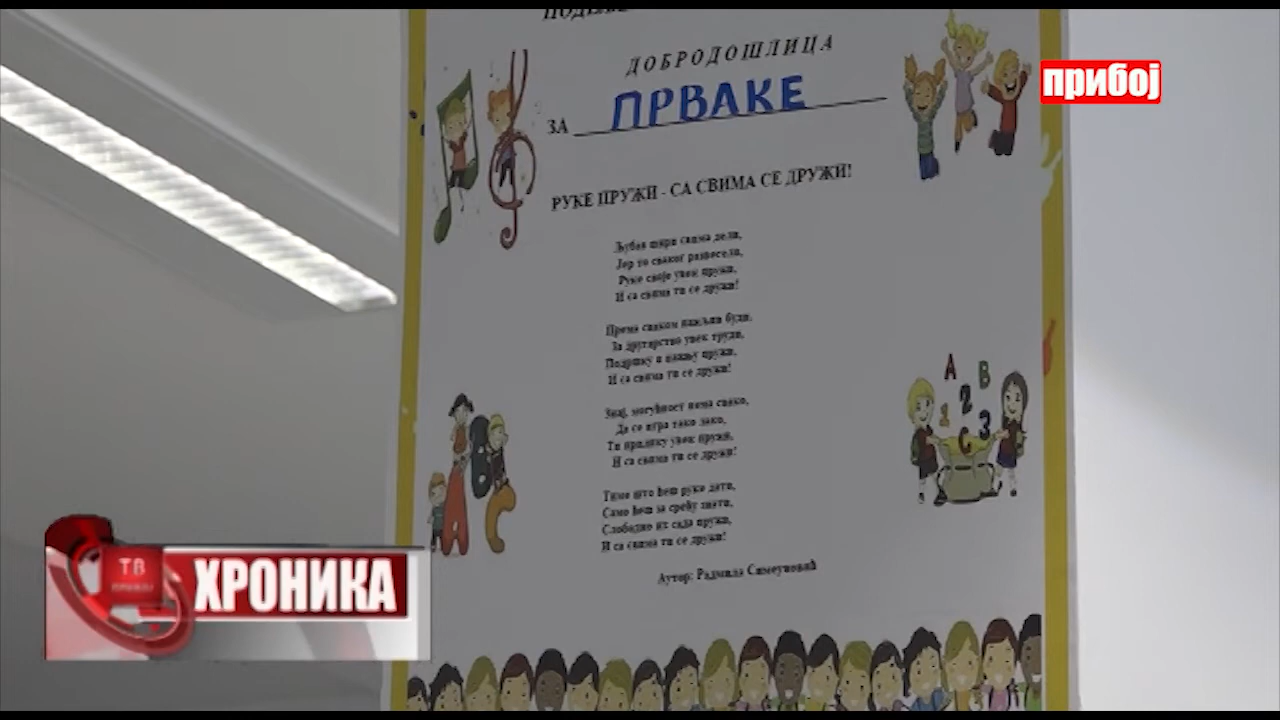 ДОБРОДОШЛИЦА
ЗА ПРВАКЕ
РУКЕ ПРУЖИ - СА СВИМА СЕ ДРУЖИ!
Љубав шири свима дели,
Јер то сваког развесели,
Руке своје увек пружи,
И са свима ти се дружи!
Према сваком пажљив буди,
За другарство увек труди,
Подршку и пажњу пружи,
И са свима ти се дружи!
Знај, могућност нема свако,
Да се игра тако лако,
Ти прилику увек пружи,
И са свима ти се дружи!
Тиме што ћеш руке дати,
Само ћеш за срећу знати,
Слободно их сада пружи,
И са свима ти се дружи!
Аутор: Радмила Симеуновић
A B
1 2
C 3
A B C
прибој
ТВ
ХРОНИКА